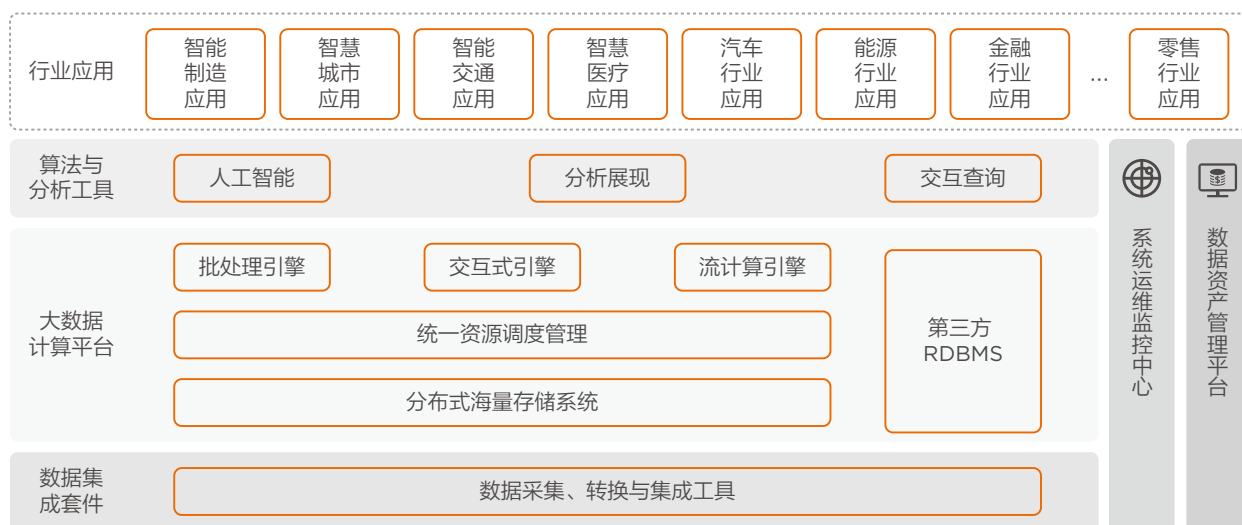 行业应用
智能
制造
应用
智慧
城市
应用
智能
交通
应用
智慧
医疗
应用
汽车
行业
应用
能源
行业
应用
金融
行业
应用
...
零售
行业
应用
算法与
分析工具
人工智能
分析展现
交互查询
大数据
计算平台
批处理引擎
交互式引擎
流计算引擎
统一资源调度管理
分布式海量存储系统
第三方
RDBMS
数据集
成套件
数据采集、转换与集成工具
系统运维监控中心
数据资产管理平台